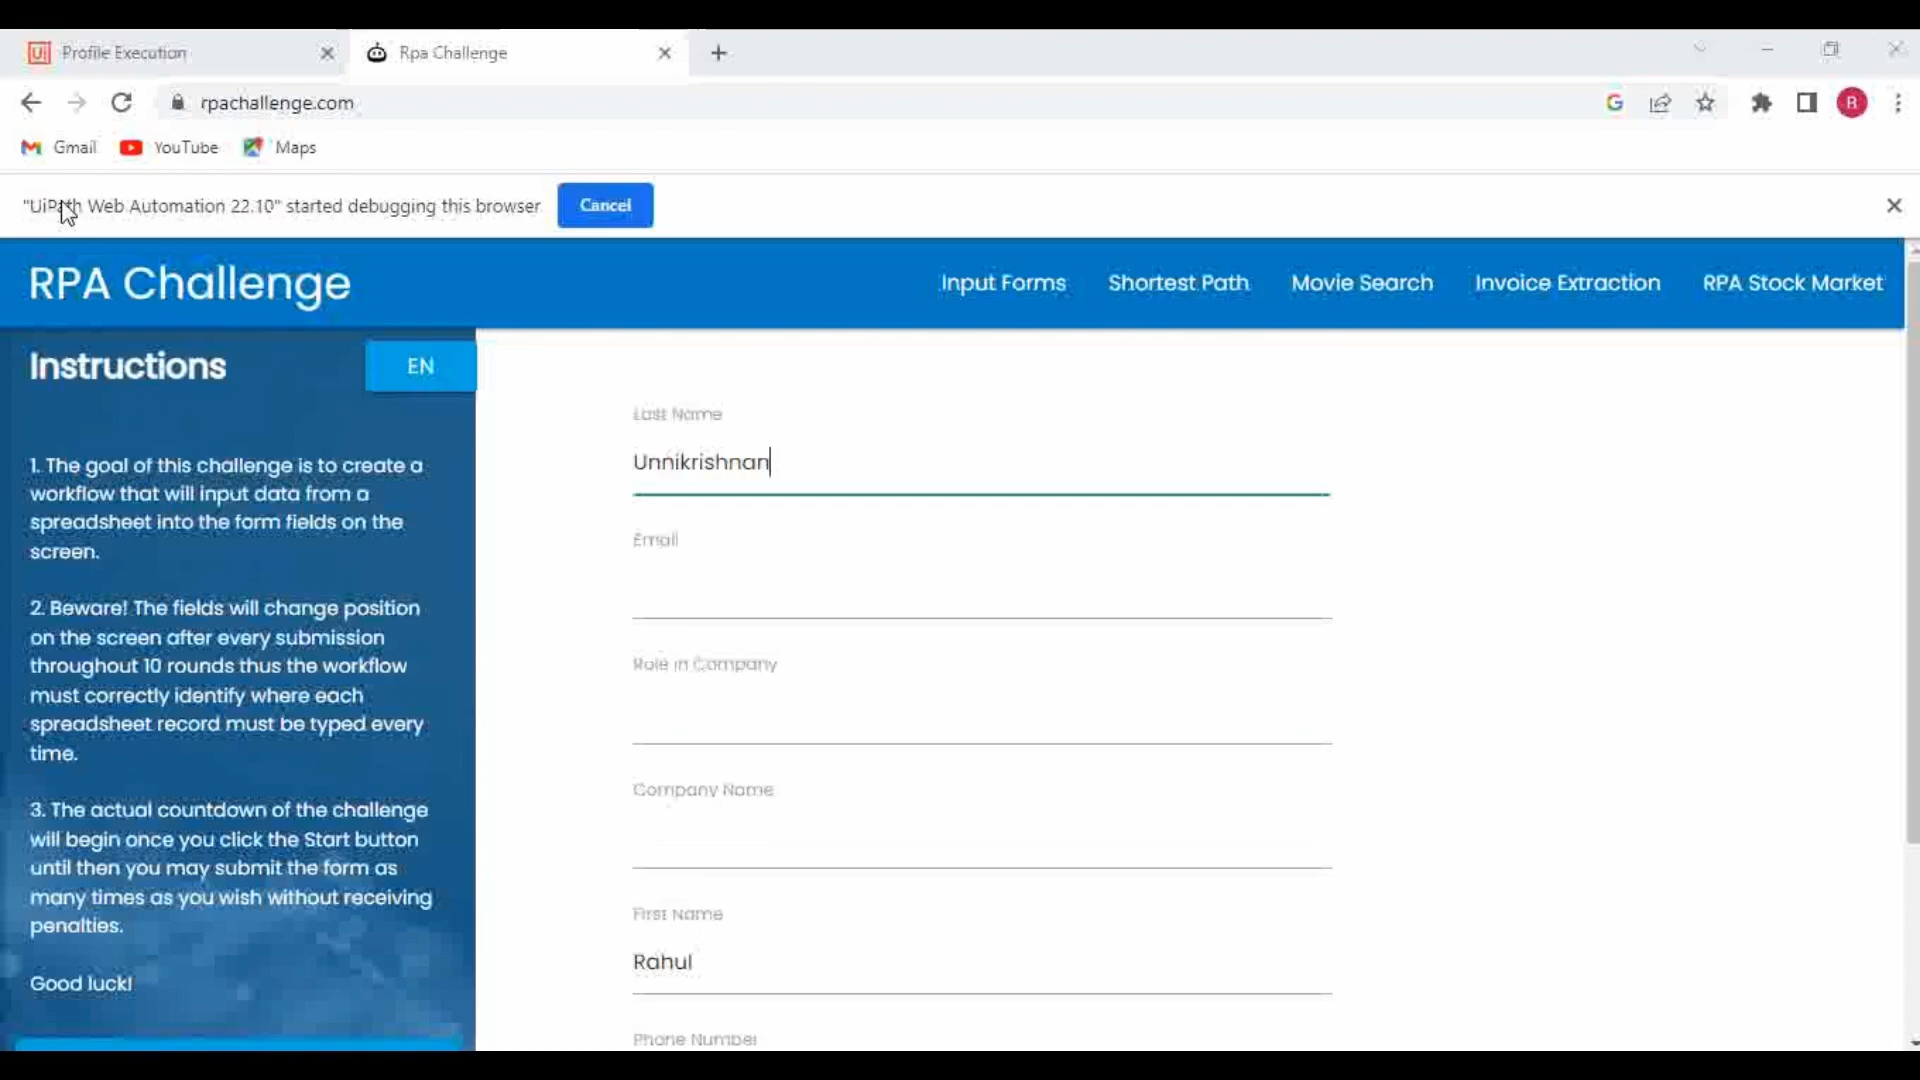 Profile Execution
Rpa Challenge
rpachallenge.com
G
R
Gmail
YouTube
Maps
"UiPath Web Automation 22.10" started debugging this browser
Cancel
RPA Challenge
Input Forms
Shortest Path
Movie Search
Invoice Extraction
RPA Stock Market
Instructions
EN
1. The goal of this challenge is to create a
workflow that will input data from a
spreadsheet into the form fields on the
screen.
2. Beware! The fields will change position
on the screen after every submission
throughout 10 rounds thus the workflow
must correctly identify where each
spreadsheet record must be typed every
time.
3. The actual countdown of the challenge
will begin once you click the Start button
until then you may submit the form as
many times as you wish without receiving
penalties.
Good luck!
Last Name
Unnikrishnan
Email
Role in Company
Company Name
First Name
Rahul
Phone Number